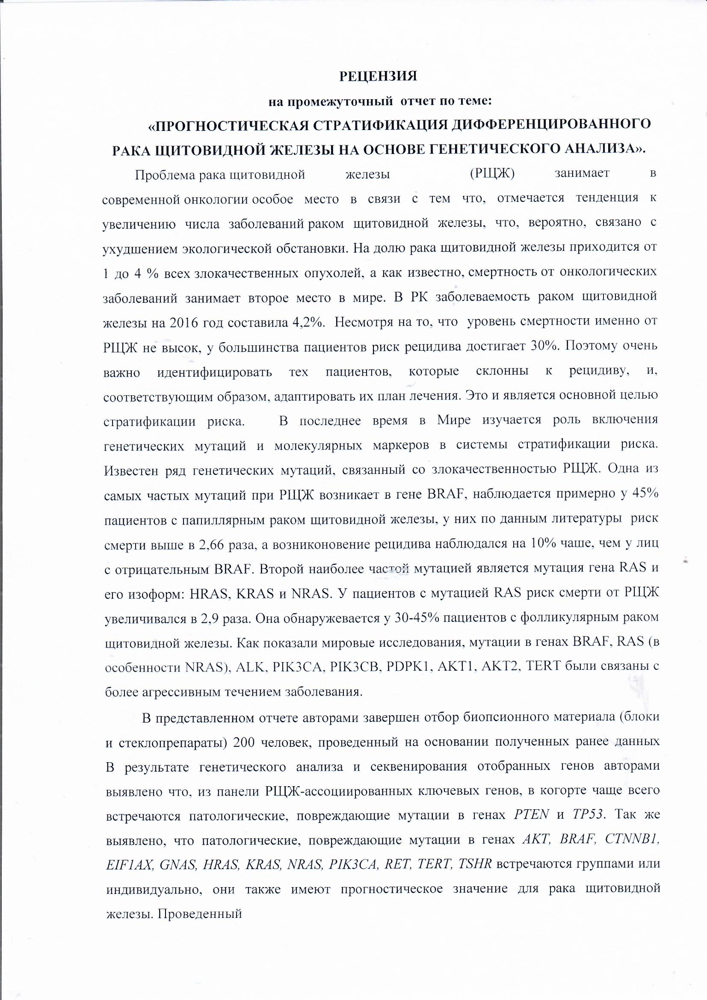 РЕЦЕНЗИЯ
на промежуточный отчет по теме:
«ПРОГНОСТИЧЕСКАЯ СТРАТИФИКАЦИЯ ДИФФЕРЕНЦИРОВАННОГО
РАКА ЩИТОВИДНОЙ ЖЕЛЕЗЫ НА ОСНОВЕ ГЕНЕТИЧЕСКОГО АНАЛИЗА».
Проблема рака щитовидной железы (РЩЖ) занимает в
современной онкологии особое место в связи с тем что, отмечается тенденция к
увеличению числа заболеваний раком щитовидной железы, что, вероятно, связано с
ухудшением экологической обстановки. На долю рака щитовидной железы приходится от
1 до 4 % всех злокачественных опухолей, а как известно, смертность от онкологических
заболеваний занимает второе место в мире. В РК заболеваемость раком щитовидной
железы на 2016 год составила 4,2%. Несмотря на то, что уровень смертности именно от
РЩЖ не высок, у большинства пациентов риск рецидива достигает 30%. Поэтому очень
важно идентифицировать тех пациентов, которые склонны к рецидиву, и,
соответствующим образом, адаптировать их план лечения. Это и является основной целью
стратификации риска. В последнее время в Мире изучается роль включения
генетических мутаций и молекулярных маркеров в системы стратификации риска.
Известен ряд генетических мутаций, связанный со злокачественностью РЩЖ. Одна из
самых частых мутаций при РЩЖ возникает в гене BRAF, наблюдается примерно у 45%
пациентов с папиллярным раком щитовидной железы, у них по данным литературы риск
смерти выше в 2,66 раза, а возниконовение рецидива наблюдался на 10% чаше, чем у лиц
с отрицательным BRAF. Второй наиболее частой мутацией является мутация гена RAS и
его изоформ: HRAS, KRAS и NRAS. У пациентов с мутацией RAS риск смерти от РЩЖ
увеличивался в 2,9 раза. Она обнаружевается у 30-45% пациентов с фолликулярным раком
щитовидной железы. Как показали мировые исследования, мутации в генах BRAF, RAS (в
особенности NRAS), ALK, PIK3CA, PIK3CB, PDPK1, AKT1, AKT2, TERT были связаны с
более агрессивным течением заболевания.
В представленном отчете авторами завершен отбор биопсионного материала (блоки
и стеклопрепараты) 200 человек, проведенный на основании полученных ранее данных
В результате генетического анализа и секвенирования отобранных генов авторами
выявлено что, из панели РЩЖ-ассоциированных ключевых генов, в когорте чаще всего
встречаются патологические, повреждающие мутации в генах PTEN и TP53. Так же
выявлено, что патологические, повреждающие мутации в генах AKT, BRAF, CTNNB1,
EIF1AX, GNAS, HRAS, KRAS, NRAS, PIK3CA, RET, TERT, TSHR встречаются группами или
индивидуально, они также имеют прогностическое значение для рака щитовидной
железы. Проведенный